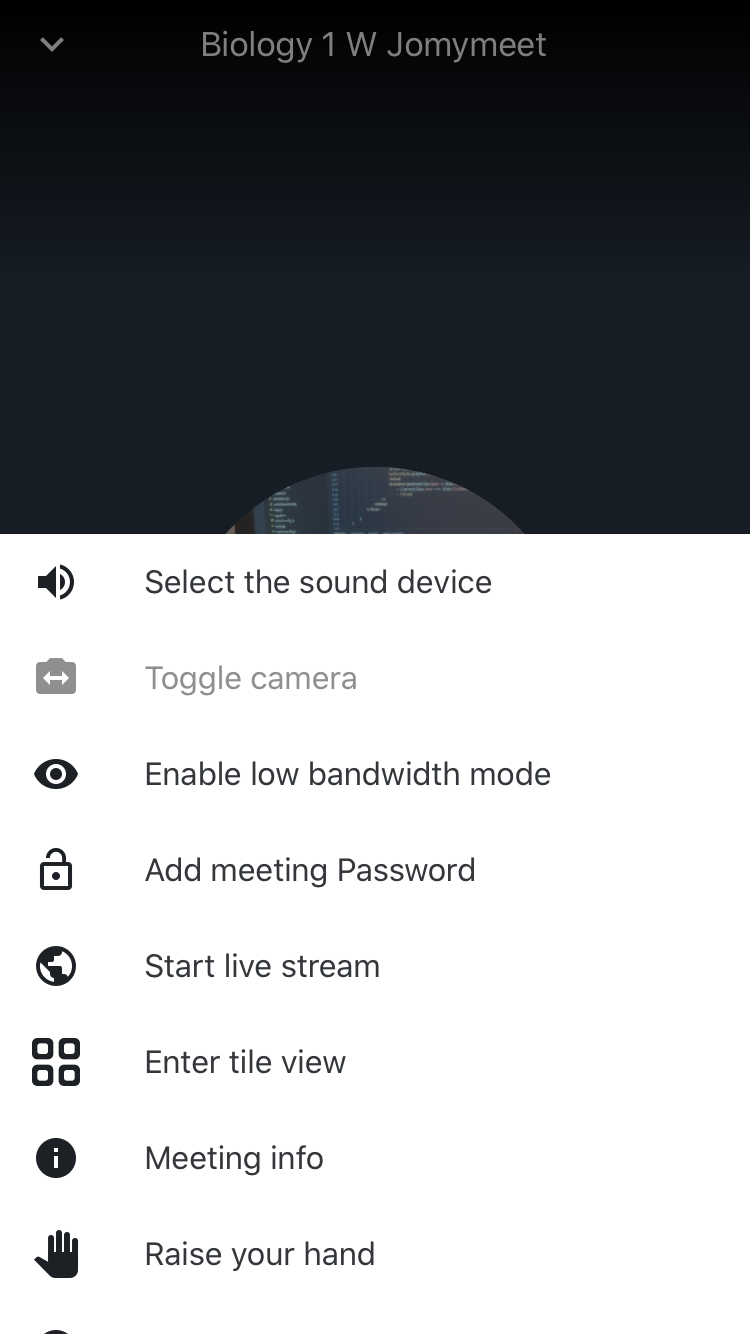 Biology 1 W Jomymeet
Select the sound device
Toggle camera
Enable low bandwidth mode
Add meeting Password
Start live stream
Enter tile view
Meeting info
Raise your hand